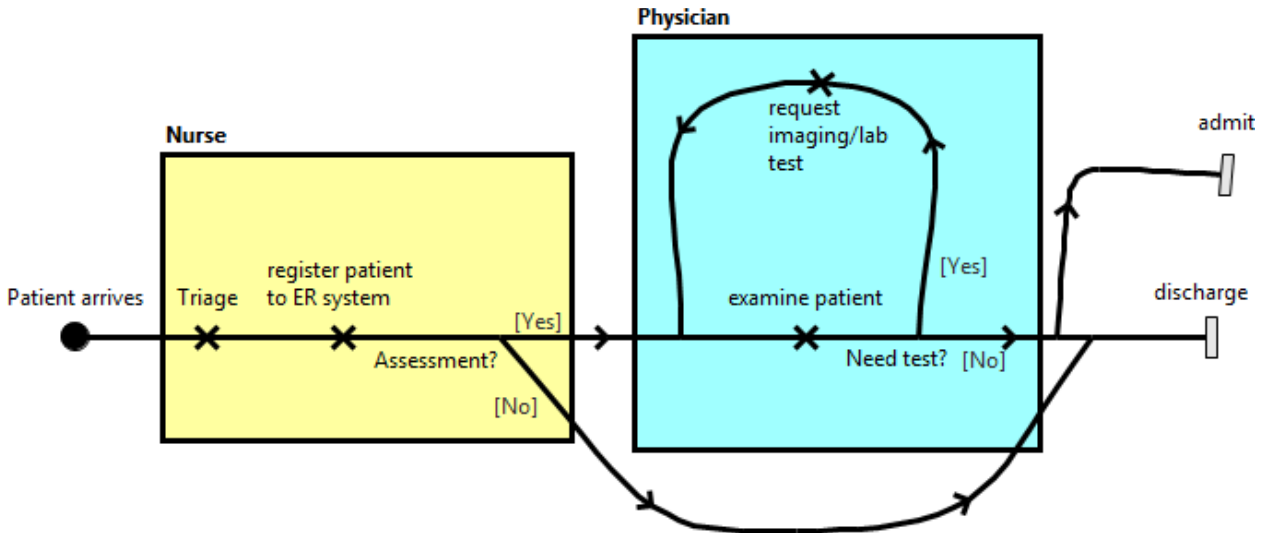 Physician
request
imaging/lab
test
admit
Nurse
register patient
to ER system
Patient arrives
Triage
[Yes]
examine patient
[Yes]
discharge
Assessment?
Need test?
[No]
[No]